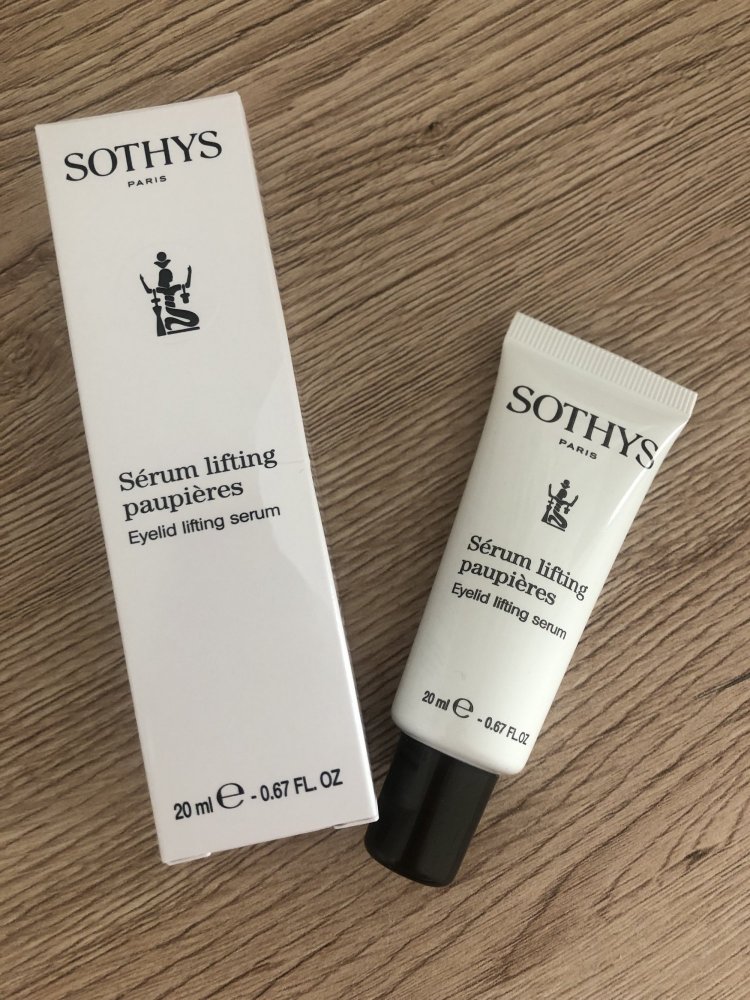 SOTHYS
PARIS
Sérum lifting
paupières
Eyelid lifting serum
20 ml ℮ - 0.67 FL. OZ
SOTHYS
PARIS
Sérum lifting
paupières
Eyelid lifting serum
20 ml ℮ - 0.67 FL.OZ